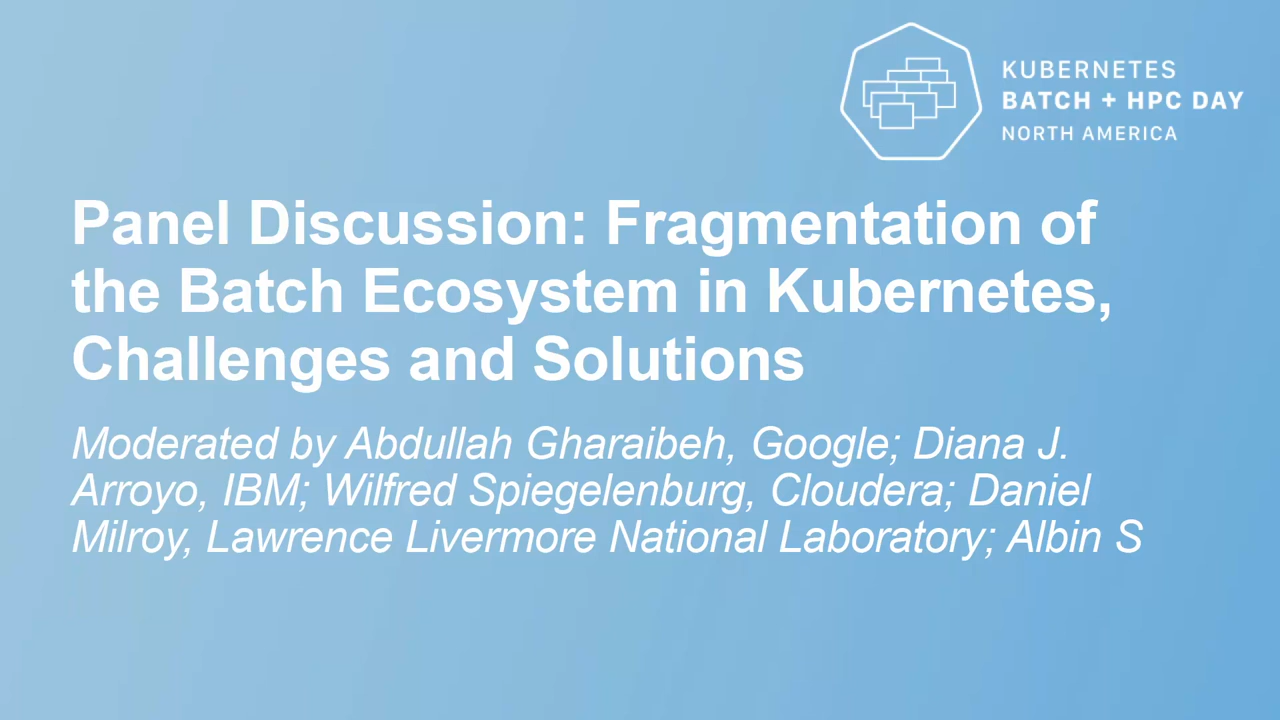 KUBERNETES
BATCH + HPC DAY
NORTH AMERICA
Panel Discussion: Fragmentation of
the Batch Ecosystem in Kubernetes,
Challenges and Solutions
Moderated by Abdullah Gharaibeh, Google; Diana J.
Arroyo, IBM; Wilfred Spiegelenburg, Cloudera; Daniel
Milroy, Lawrence Livermore National Laboratory; Albin S